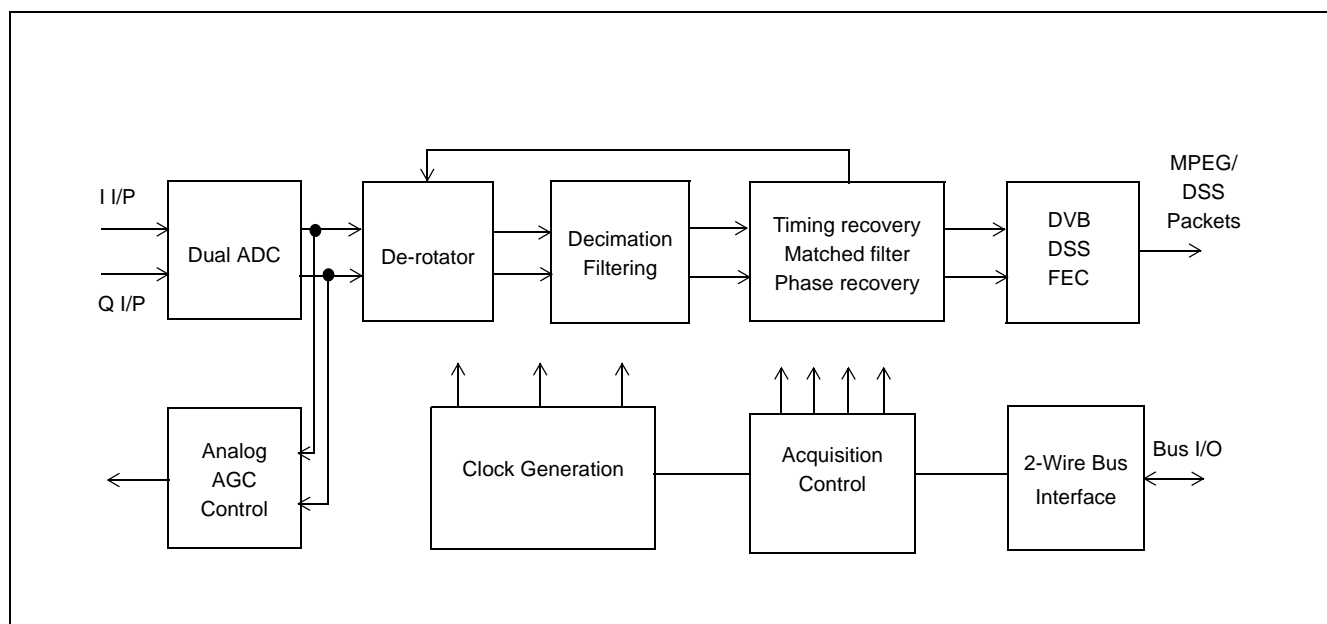 I I/P
Q I/P
Dual ADC
De-rotator
Decimation
Filtering
Timing recovery
Matched filter
Phase recovery
DVB
DSS
FEC
MPEG/
DSS
Packets
Analog
AGC
Control
Clock Generation
Acquisition
Control
2-Wire Bus
Interface
Bus I/O